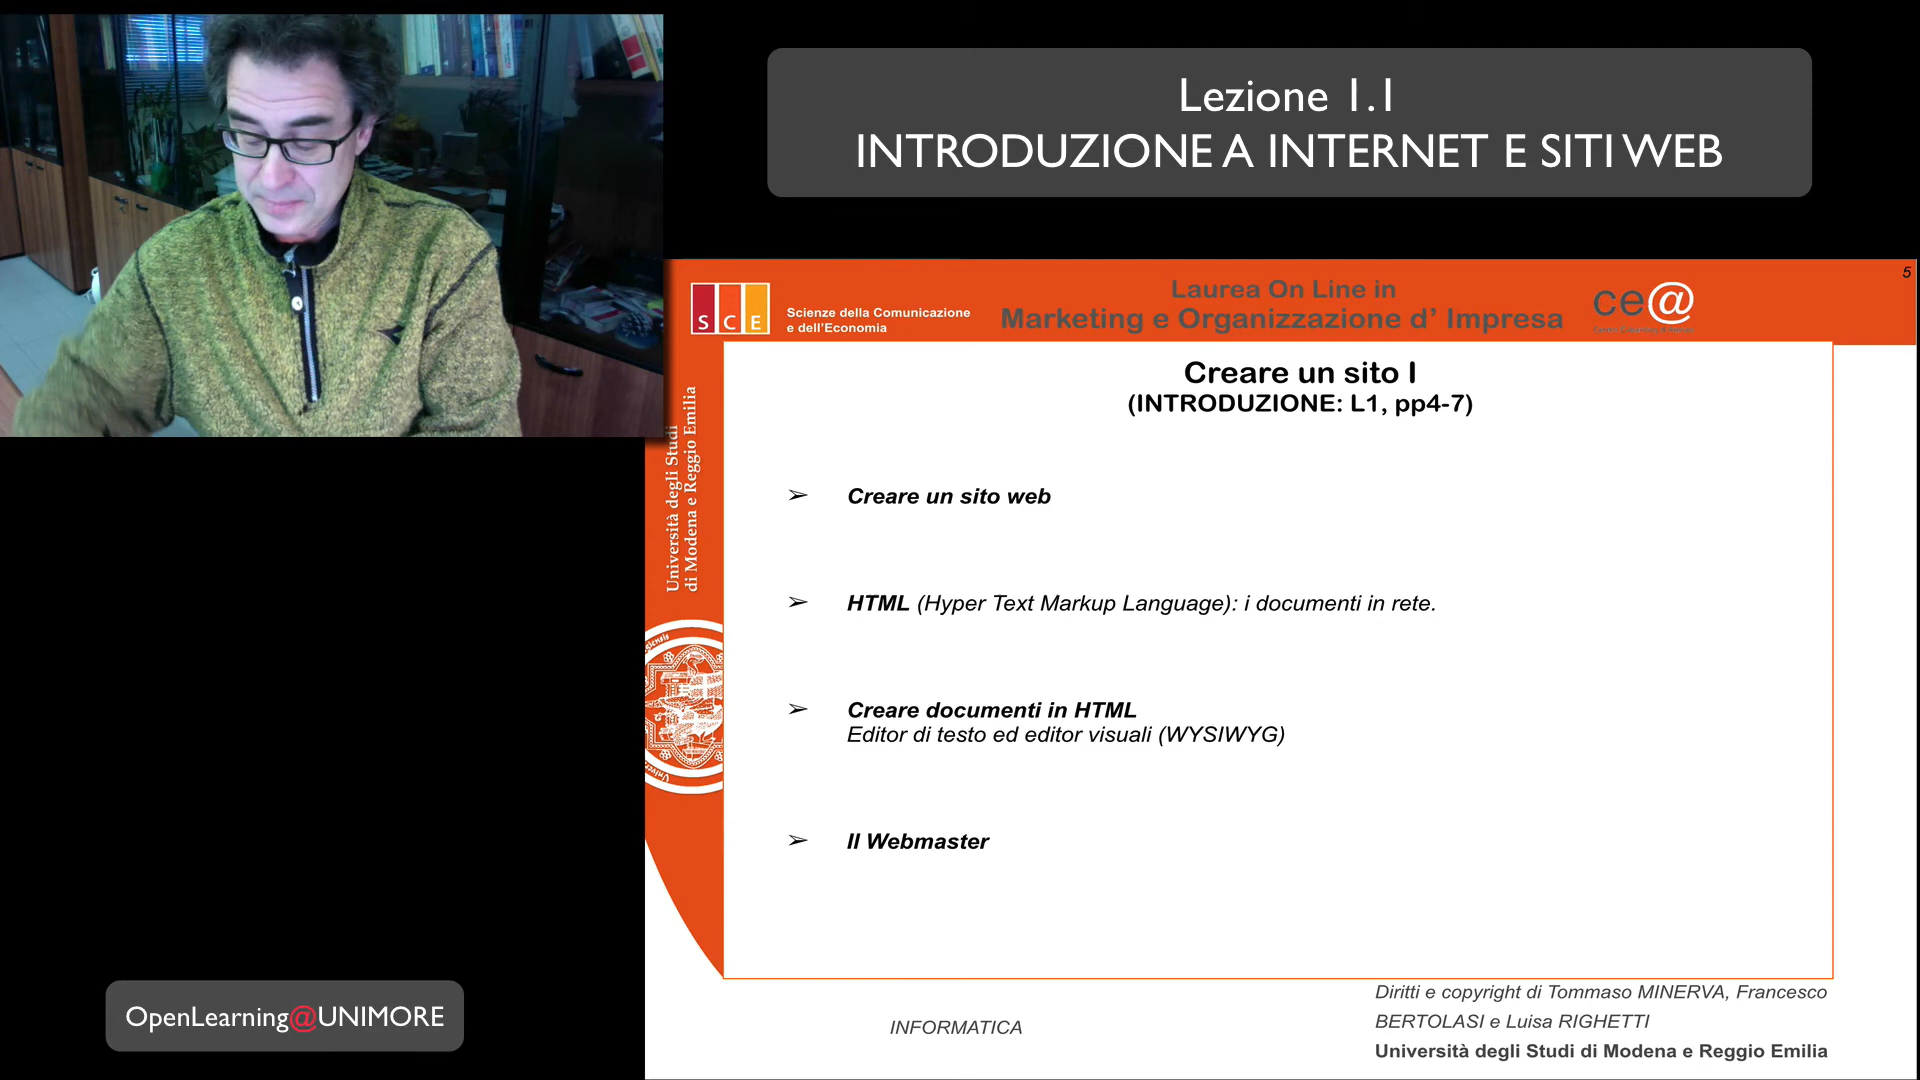 Lezione 1.1
INTRODUZIONE A INTERNET E SITI WEB
5
S C E
Scienze della Comunicazione
e dell'Economia
Laurea On Line in
Marketing e Organizzazione d' Impresa
ce@
Università degli Studi
di Modena e Reggio Emilia
Creare un sito I
(INTRODUZIONE: L1, pp4-7)
➢ Creare un sito web
➢ HTML (Hyper Text Markup Language): i documenti in rete.
➢ Creare documenti in HTML
Editor di testo ed editor visuali (WYSIWYG)
➢ Il Webmaster
OpenLearning@UNIMORE
INFORMATICA
Diritti e copyright di Tommaso MINERVA, Francesco
BERTOLASI e Luisa RIGHETTI
Università degli Studi di Modena e Reggio Emilia